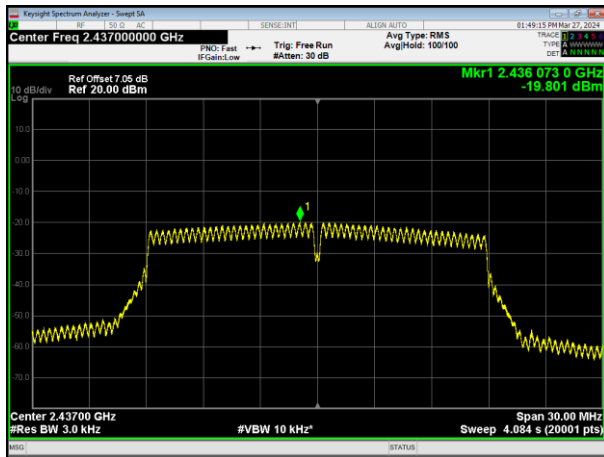 Keysight Spectrum Analyzer - Swept SA
RF 50 Ω AC SENSE:INT ALIGN AUTO 01:49:15 PM Mar 27, 2024
Center Freq 2.437000000 GHz
PNO: Fast
IFGain:Low
Trig: Free Run
#Atten: 30 dB
Avg Type: RMS
Avg|Hold: 100/100
TRACE 1 2 3 4 5 6
TYPE A WWWWW
DET A N N N N N
Ref Offset 7.05 dB
Ref 20.00 dBm
10 dB/div
Log
Mkr1 2.436 073 0 GHz
-19.801 dBm
10.0
0.00
-10.0
1
-20.0
-30.0
-40.0
-50.0
-60.0
-70.0
Center 2.43700 GHz
#Res BW 3.0 kHz
#VBW 10 kHz*
Span 30.00 MHz
Sweep 4.084 s (20001 pts)
MSG
STATUS